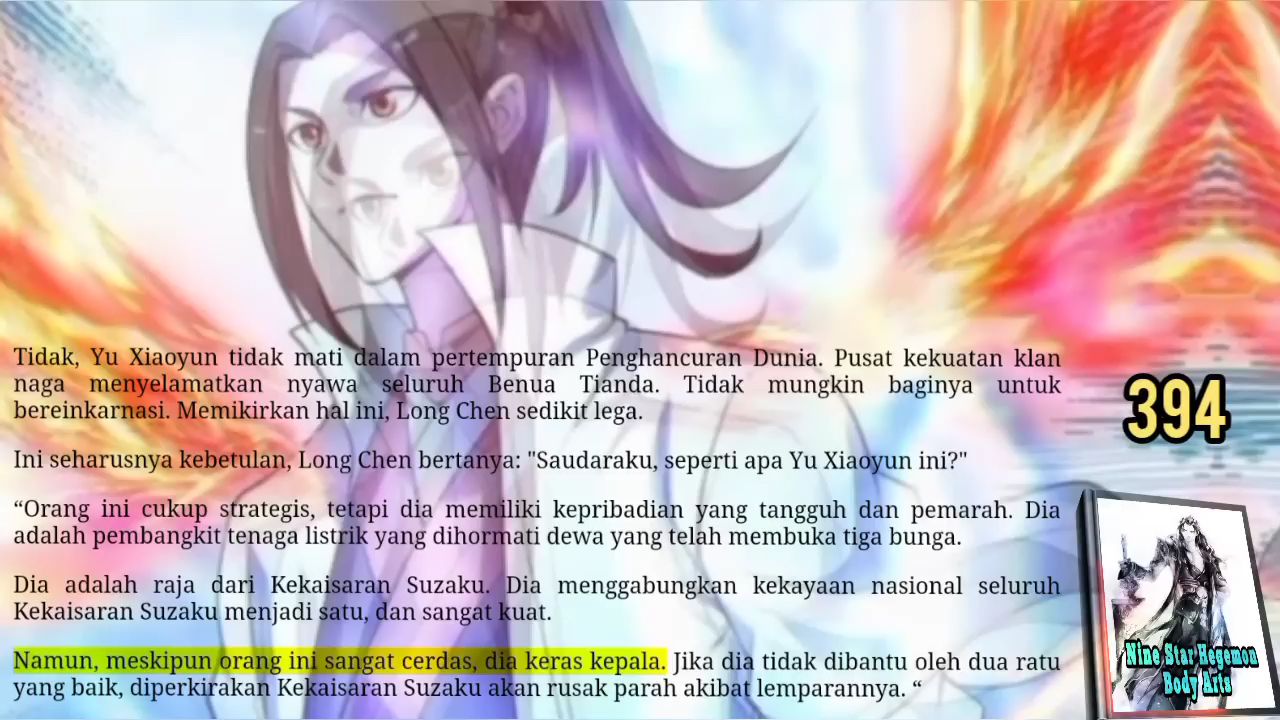 Tidak, Yu Xiaoyun tidak mati dalam pertempuran Penghancuran Dunia. Pusat kekuatan klan
naga menyelamatkan nyawa seluruh Benua Tianda. Tidak mungkin baginya untuk
bereinkarnasi. Memikirkan hal ini, Long Chen sedikit lega.
Ini seharusnya kebetulan, Long Chen bertanya: "Saudaraku, seperti apa Yu Xiaoyun ini?"
“Orang ini cukup strategis, tetapi dia memiliki kepribadian yang tangguh dan pemarah. Dia
adalah pembangkit tenaga listrik yang dihormati dewa yang telah membuka tiga bunga.
Dia adalah raja dari Kekaisaran Suzaku. Dia menggabungkan kekayaan nasional seluruh
Kekaisaran Suzaku menjadi satu, dan sangat kuat.
Namun, meskipun orang ini sangat cerdas, dia keras kepala. Jika dia tidak dibantu oleh dua ratu
yang baik, diperkirakan Kekaisaran Suzaku akan rusak parah akibat lemparannya. “
394
Nine Star Hegemon
Body Arts